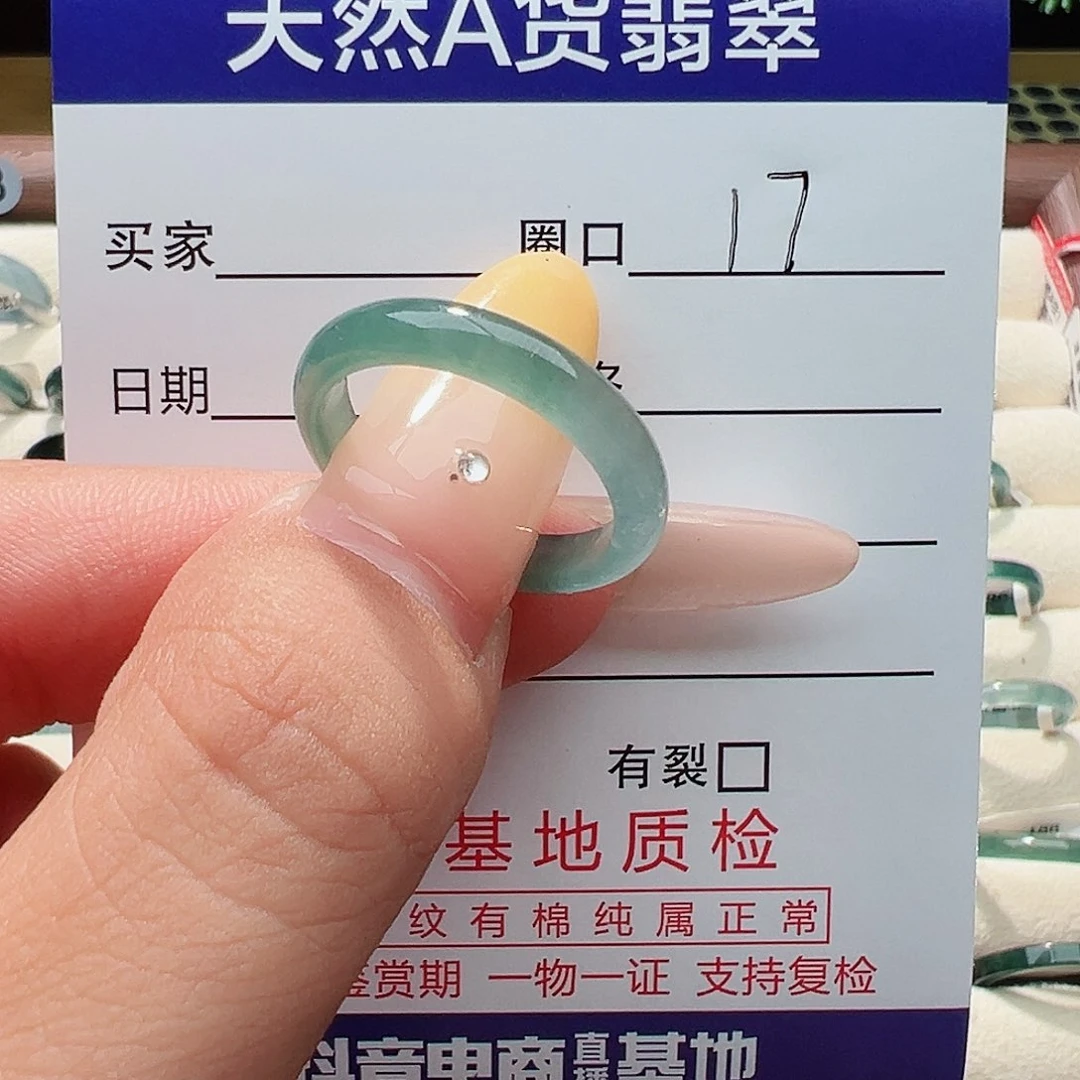 天然A货翡翠
买家 圈口 17
日期
有裂
基地质检
纹有棉纯属正常
鉴赏期 一物一证 支持复检
抖音电商直播基地